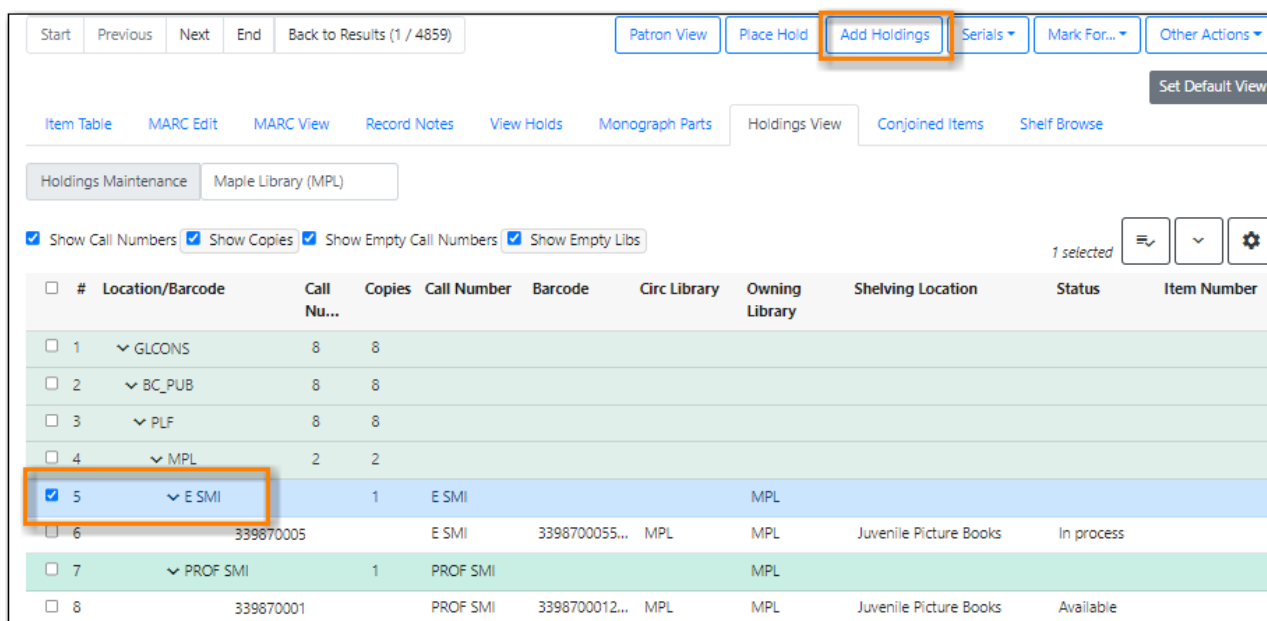 Start Previous Next End Back to Results (1 / 4859) Patron View Place Hold Add Holdings Serials Mark For... Other Actions
Set Default View
Item Table MARC Edit MARC View Record Notes View Holds Monograph Parts Holdings View Conjoined Items Shelf Browse
Holdings Maintenance Maple Library (MPL)
Show Call Numbers Show Copies Show Empty Call Numbers Show Empty Libs
1 selected
# Location/Barcode Call Nu... Copies Call Number Barcode Circ Library Owning Library Shelving Location Status Item Number
1 GLCONS 8 8
2 BC_PUB 8 8
3 PLF 8 8
4 MPL 2 2
5 E SMI 1 E SMI MPL
6 339870005 E SMI 3398700055... MPL MPL Juvenile Picture Books In process
7 PROF SMI 1 PROF SMI MPL
8 339870001 PROF SMI 3398700012... MPL MPL Juvenile Picture Books Available